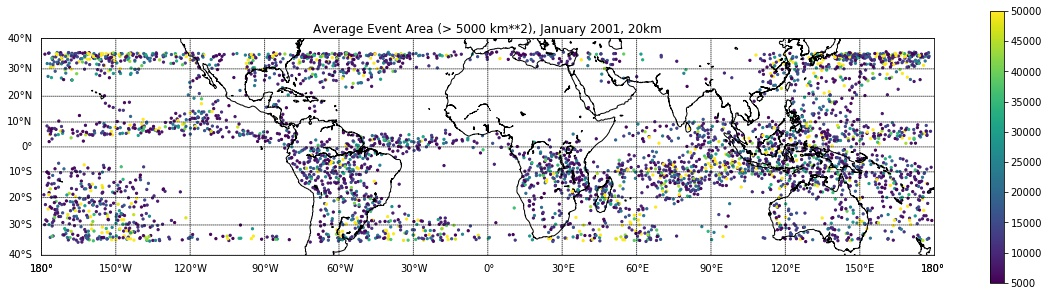 Average Event Area (> 5000 km**2), January 2001, 20km
40°N
30°N
20°N
10°N
0°
10°S
20°S
30°S
40°S
180° 150°W 120°W 90°W 60°W 30°W 0° 30°E 60°E 90°E 120°E 150°E 180°
50000
45000
40000
35000
30000
25000
20000
15000
10000
5000